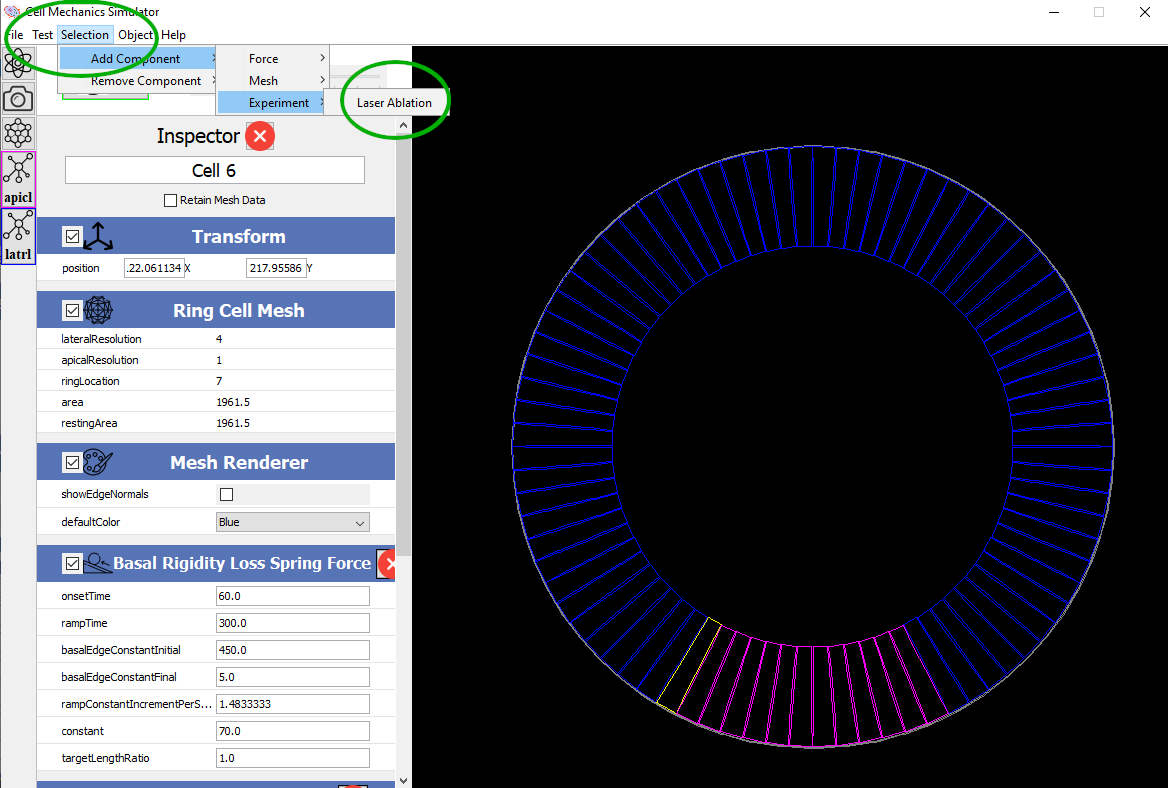 Cell Mechanics Simulator
File Test Selection Object Help
Add Component Force
Remove Component Mesh
Experiment Laser Ablation
Inspector
Cell 6
Retain Mesh Data
apicl
latrl
Transform
position .22.061134 X 217.95586 Y
Ring Cell Mesh
lateralResolution 4
apicalResolution 1
ringLocation 7
area 1961.5
restingArea 1961.5
Mesh Renderer
showEdgeNormals
defaultColor Blue
Basal Rigidity Loss Spring Force
onsetTime 60.0
rampTime 300.0
basalEdgeConstantInitial 450.0
basalEdgeConstantFinal 5.0
rampConstantIncrementPerS... 1.4833333
constant 70.0
targetLengthRatio 1.0